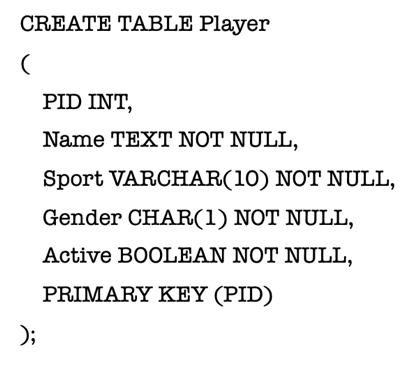 CREATE TABLE Player
(
PID INT,
Name TEXT NOT NULL,
Sport VARCHAR(10) NOT NULL,
Gender CHAR(1) NOT NULL,
Active BOOLEAN NOT NULL,
PRIMARY KEY (PID)
);